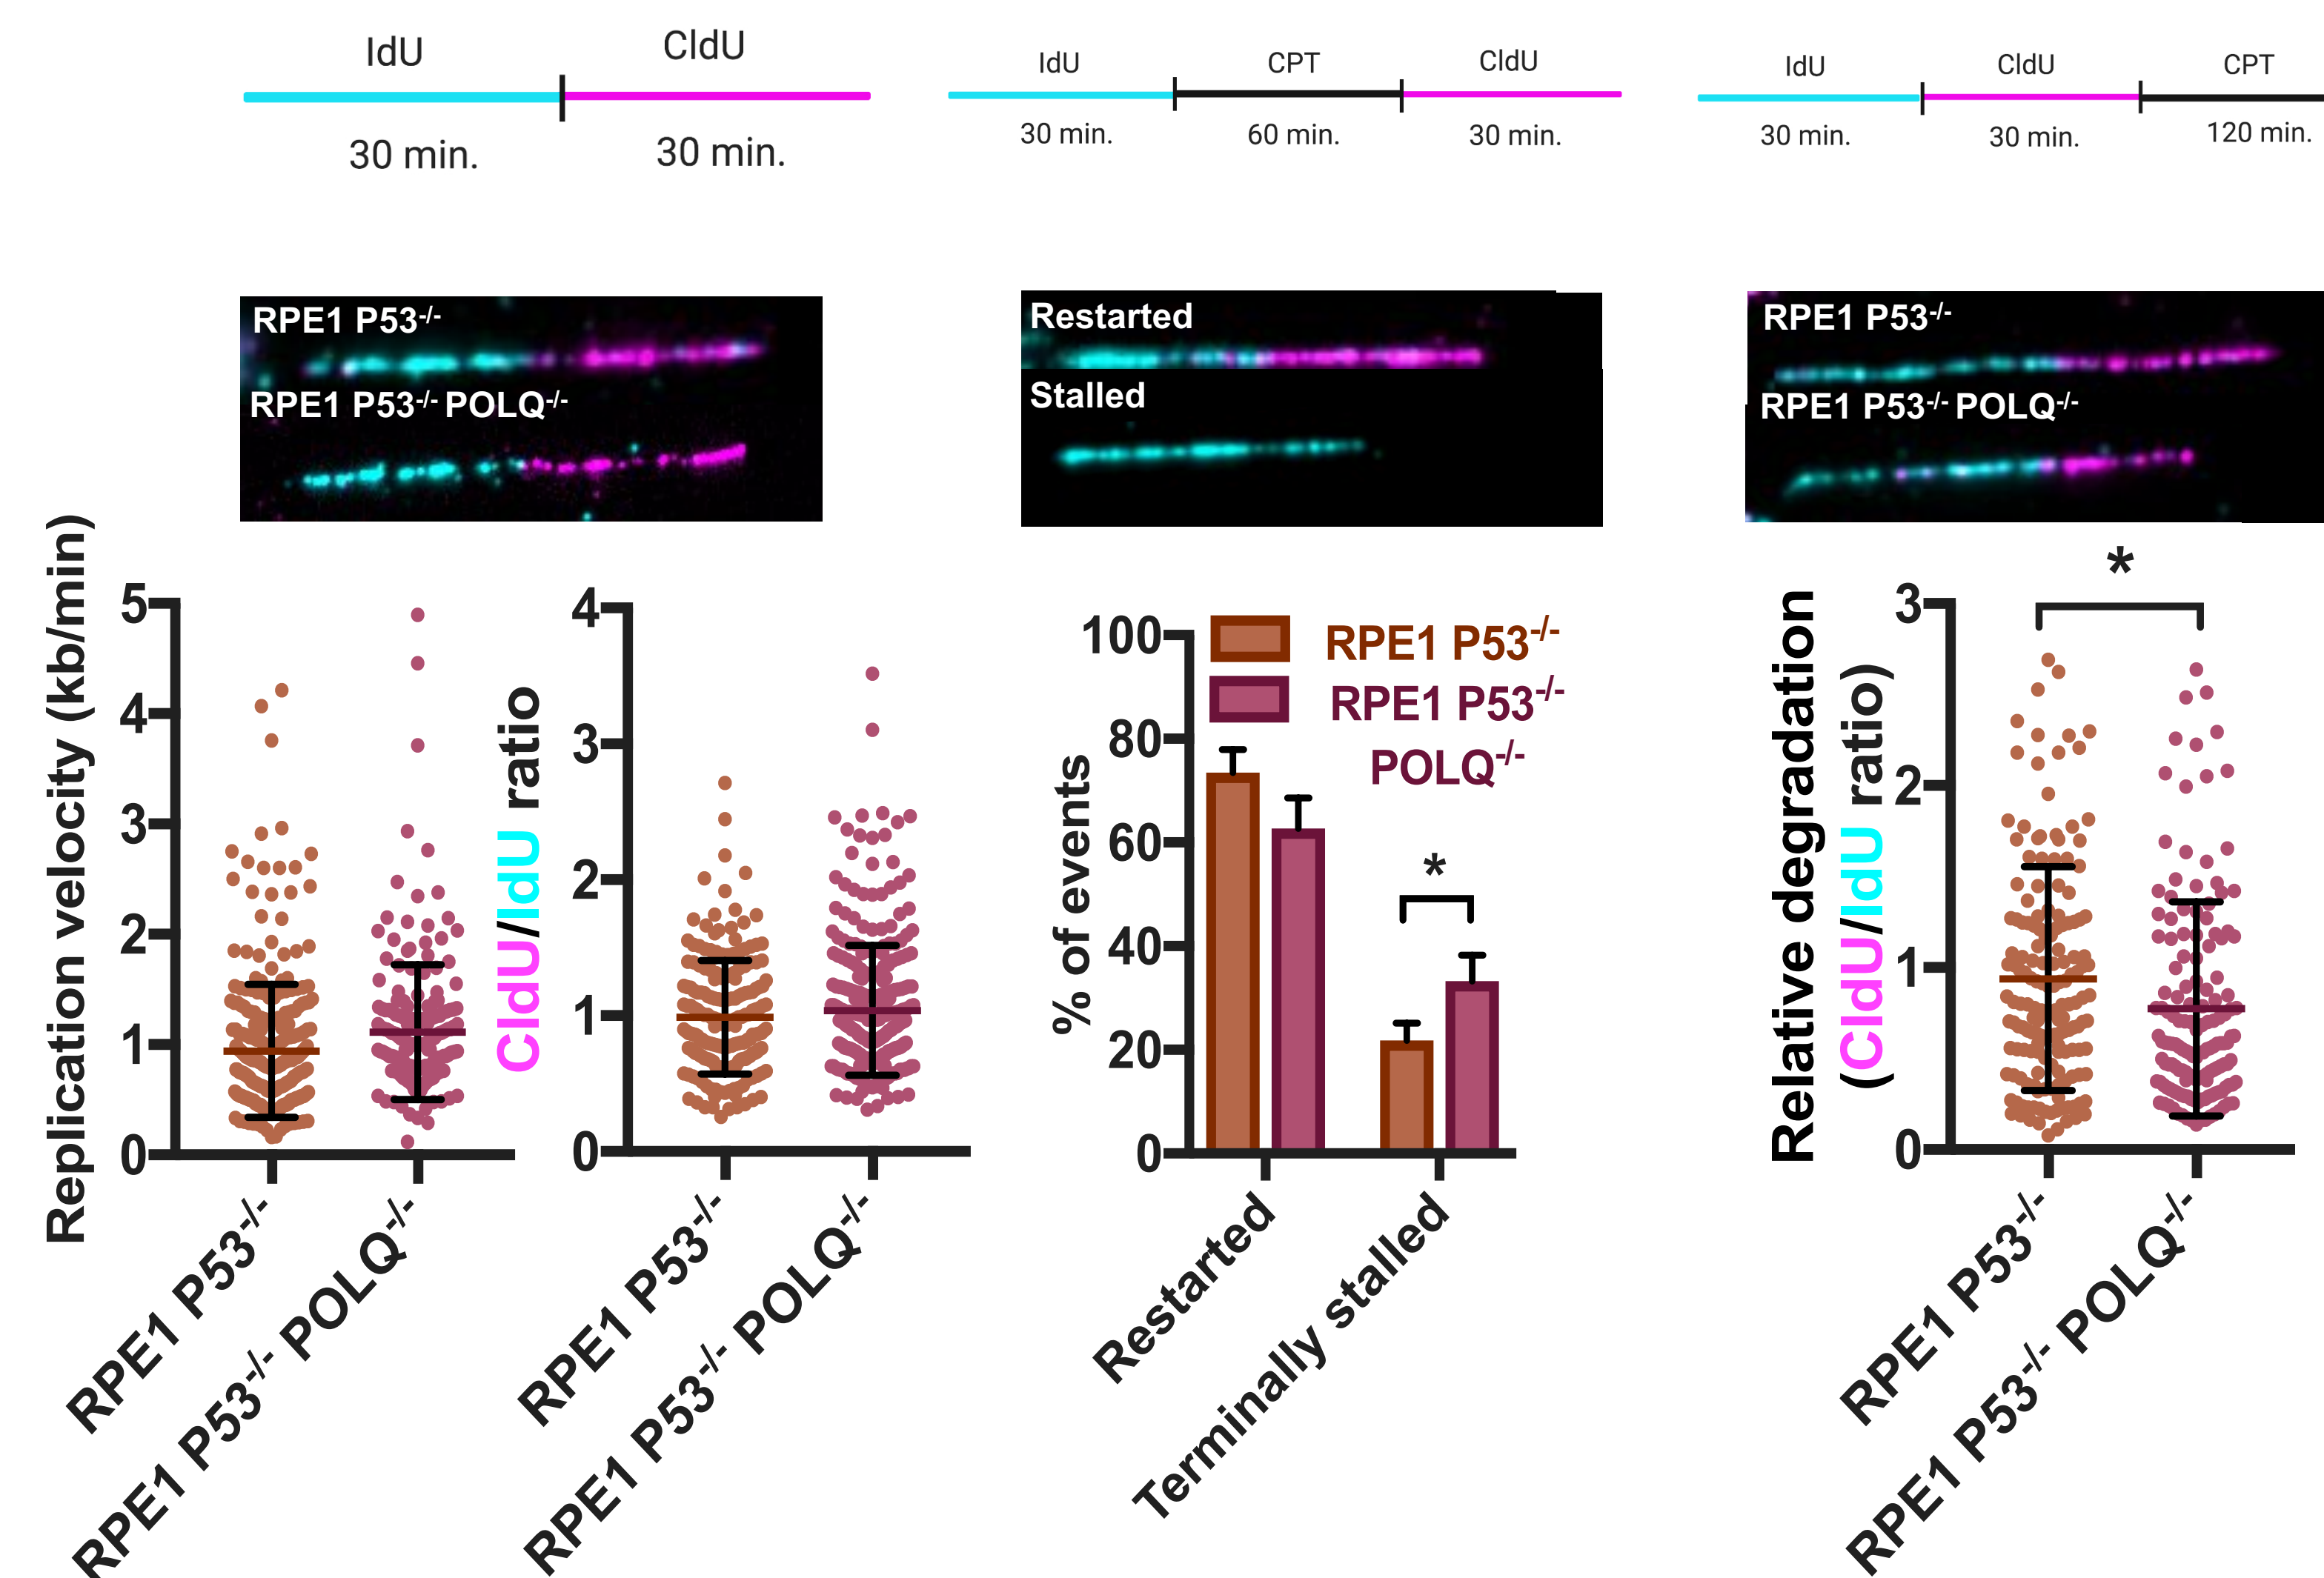 IdU CldU
30 min. 30 min.
IdU CPT CldU
30 min. 60 min. 30 min.
IdU CldU CPT
30 min. 30 min. 120 min.
RPE1 P53-/-
RPE1 P53-/- POLQ-/-
Restarted
Stalled
RPE1 P53-/-
RPE1 P53-/- POLQ-/-
Replication velocity (kb/min)
5
4
3
2
1
0
RPE1 P53-/-
RPE1 P53-/- POLQ-/-
CldU/IdU ratio
4
3
2
1
0
RPE1 P53-/-
RPE1 P53-/- POLQ-/-
% of events
100
80
60
40
20
0
RPE1 P53-/-
RPE1 P53-/-
POLQ-/-
*
Restarted
Terminally stalled
Relative degradation
(CldU/IdU ratio)
*
3
2
1
0
RPE1 P53-/-
RPE1 P53-/- POLQ-/-